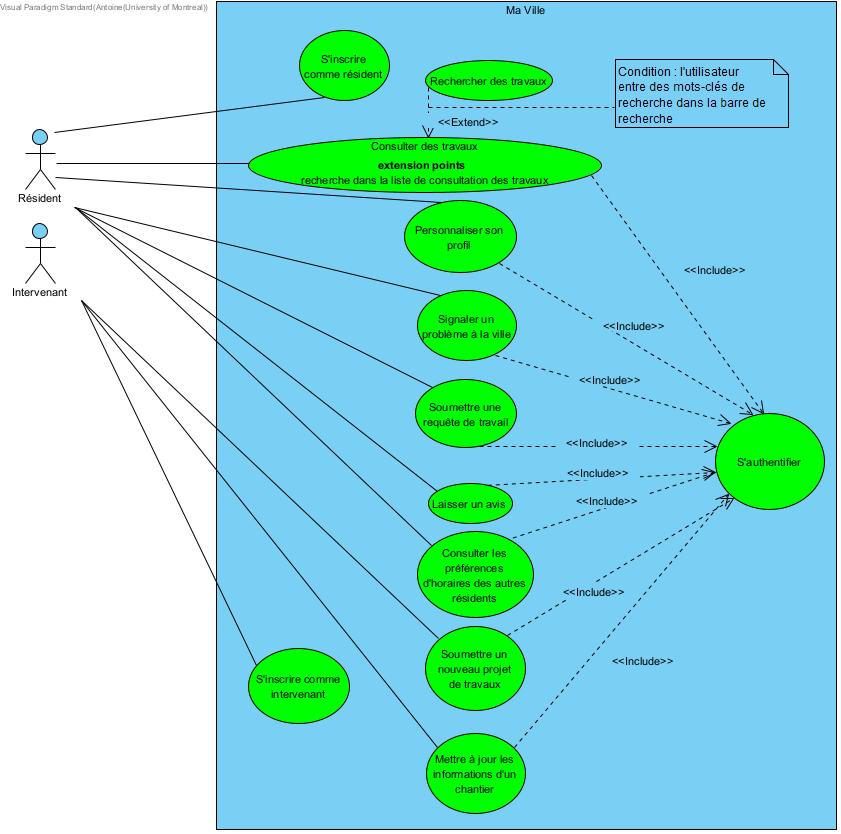 Visual Paradigm Standard(Antoine(University of Montreal))
Ma Ville
S'inscrire
comme résident
Rechercher des travaux
Condition : l'utilisateur
entre des mots-clés de
recherche dans la barre de
recherche
<<Extend>>
Consulter des travaux
extension points
recherche dans la liste de consultation des travaux
Résident
Personnaliser son
profil
<<Include>>
Intervenant
Signaler un
problème à la ville
<<Include>>
<<Include>>
Soumettre une
requête de travail
<<Include>>
S'authentifier
<<Include>>
Laisser un avis
<<Include>>
Consulter les
préférences
d'horaires des autres
résidents
<<Include>>
Soumettre un
nouveau projet
de travaux
<<Include>>
S'inscrire comme
intervenant
Mettre à jour les
informations d'un
chantier